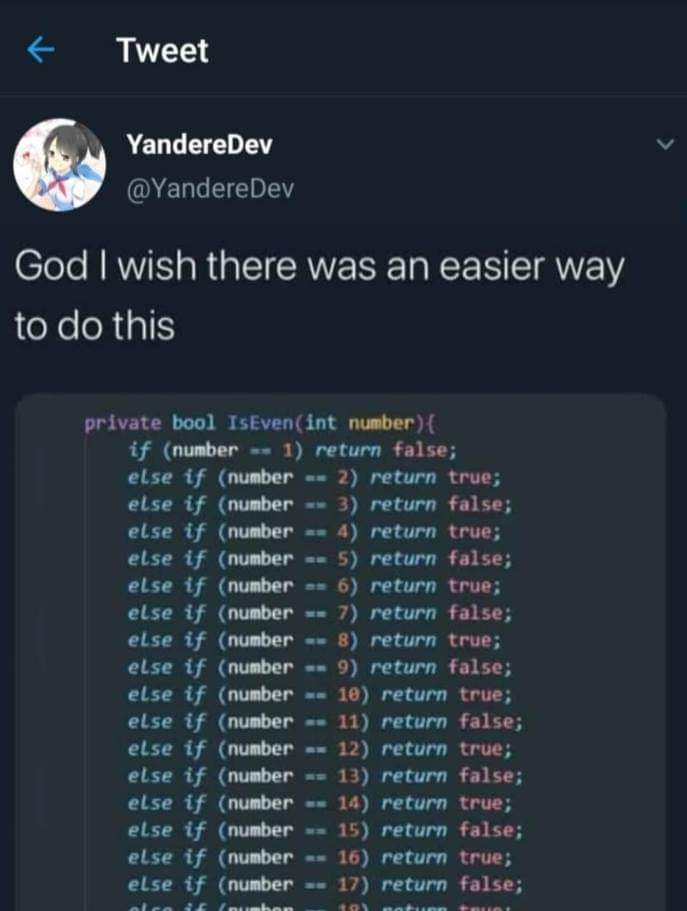 Tweet
YandereDev
@YandereDev
God I wish there was an easier way
to do this
private bool IsEven(int number){
if (number == 1) return false;
else if (number == 2) return true;
else if (number == 3) return false;
else if (number == 4) return true;
else if (number == 5) return false;
else if (number == 6) return true;
else if (number == 7) return false;
else if (number == 8) return true;
else if (number == 9) return false;
else if (number == 10) return true;
else if (number == 11) return false;
else if (number == 12) return true;
else if (number == 13) return false;
else if (number == 14) return true;
else if (number == 15) return false;
else if (number == 16) return true;
else if (number == 17) return false;